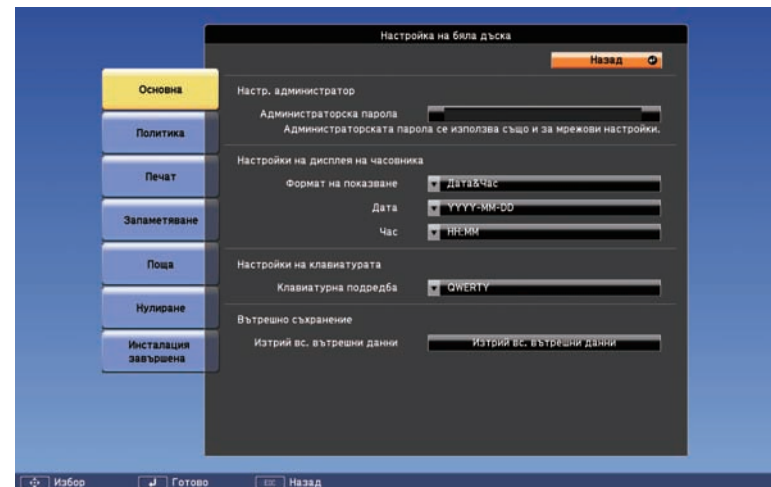 Настройка на бяла дъска
Назад
Основна
Политика
Печат
Запаметяване
Поща
Нулиране
Инсталация
завършена
Настр. администратор
Администраторска парола
Администраторската парола се използва също и за мрежови настройки.
Настройки на дисплея на часовника
Формат на показване Дата&Час
Дата YYYY-MM-DD
Час HH:MM
Настройки на клавиатурата
Клавиатурна подредба QWERTY
Вътрешно съхранение
Изтрий вс. вътрешни данни Изтрий вс. вътрешни данни
Избор Готово Esc Назад